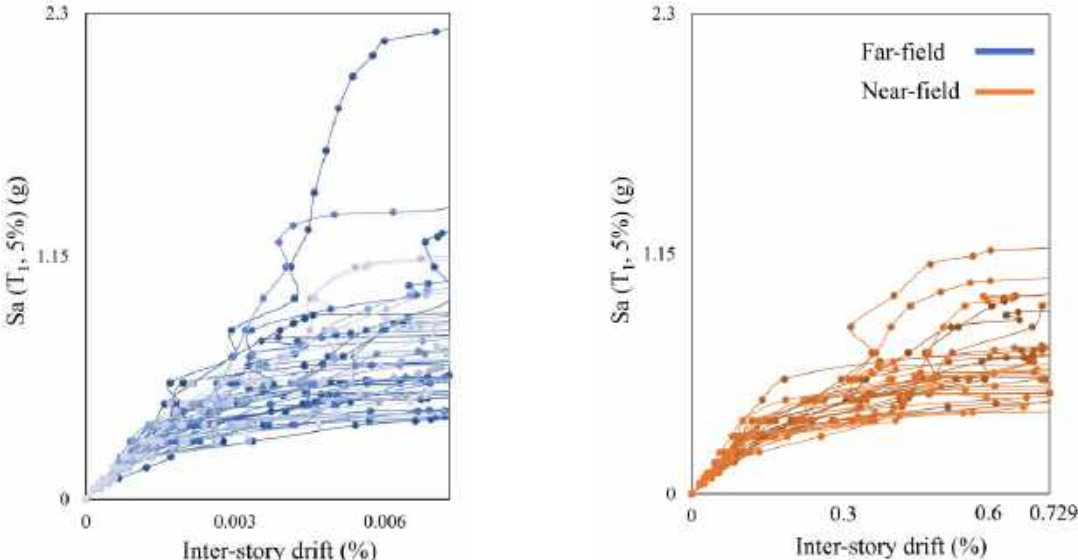 2.3
1.15
0
Sa (T1, 5%) (g)
0
0.003
0.006
Inter-story drift (%)
2.3
1.15
0
Sa (T1, 5%) (g)
Far-field
Near-field
0
0.3
0.6
0.729
Inter-story drift (%)